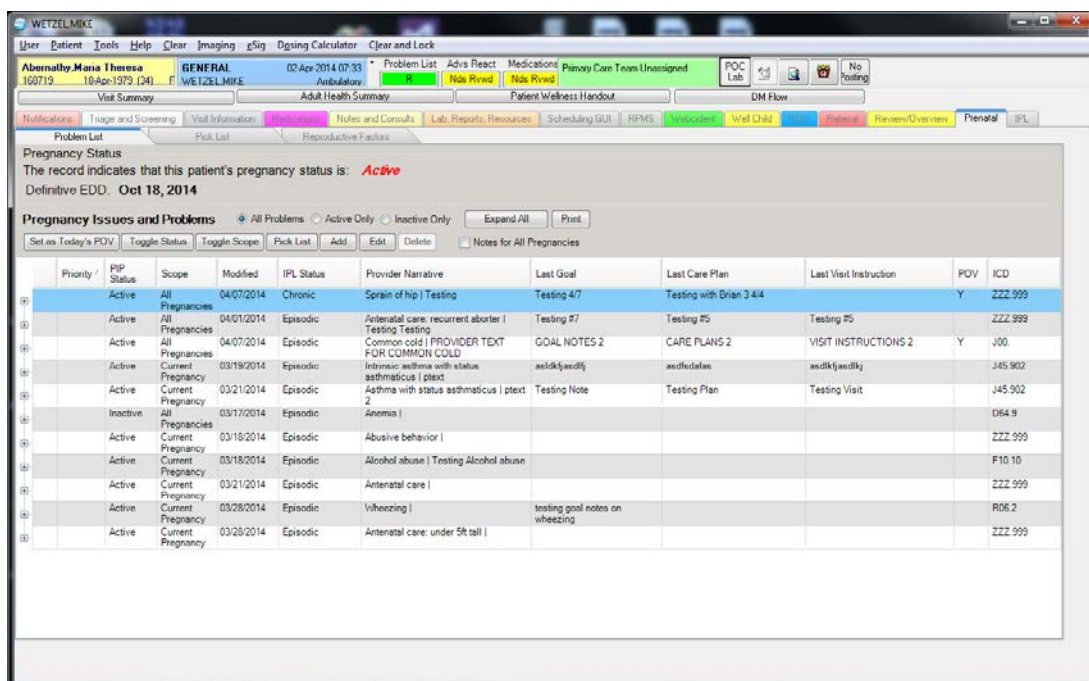 WETZEL,MIKE
User Patient Tools Help Clear Imaging eSig Dosing Calculator Clear and Lock
Abernathy,Maria Theresa GENERAL 02-Apr-2014 07:33 Problem List Advs React Medications Primary Care Team Unassigned POC Lab No Posting
160719 10-Apr-1979 (34) F WETZEL,MIKE Ambulatory R Nds Rvwd Nds Rvwd
Visit Summary Adult Health Summary Patient Wellness Handout DM Flow
Notifications Triage and Screening Visit Information Medications Notes and Consults Lab, Reports, Resources Scheduling GUI RPMS Webodent Well Child Referral Review/Overview Prenatal IPL
Problem List Pick List Reproductive Factors
Pregnancy Status
The record indicates that this patient's pregnancy status is: Active
Definitive EDD: Oct 18, 2014
Pregnancy Issues and Problems All Problems Active Only Inactive Only Expand All Print
Set as Today's POV Toggle Status Toggle Scope Pick List Add Edit Delete Notes for All Pregnancies
Priority PIP Status Scope Modified IPL Status Provider Narrative Last Goal Last Care Plan Last Visit Instruction POV ICD
Active All Pregnancies 04/07/2014 Chronic Sprain of hip | Testing Testing 4/7 Testing with Brian 3 4/4 Y ZZZ.999
Active All Pregnancies 04/01/2014 Episodic Antenatal care: recurrent aborter | Testing Testing Testing #7 Testing #5 Testing #5 ZZZ.999
Active All Pregnancies 04/07/2014 Episodic Common cold | PROVIDER TEXT FOR COMMON COLD GOAL NOTES 2 CARE PLANS 2 VISIT INSTRUCTIONS 2 Y J00.
Active Current Pregnancy 03/19/2014 Episodic Intrinsic asthma with status asthmaticus | ptext J45.902
Active Current Pregnancy 03/21/2014 Episodic Asthma with status asthmaticus | ptext 2 Testing Note Testing Plan Testing Visit J45.902
Inactive All Pregnancies 03/17/2014 Episodic Anemia | D64.9
Active Current Pregnancy 03/18/2014 Episodic Abusive behavior | ZZZ.999
Active Current Pregnancy 03/18/2014 Episodic Alcohol abuse | Testing Alcohol abuse F10.10
Active Current Pregnancy 03/21/2014 Episodic Antenatal care | ZZZ.999
Active Current Pregnancy 03/28/2014 Episodic Wheezing | testing goal notes on wheezing R06.2
Active Current Pregnancy 03/28/2014 Episodic Antenatal care: under 5ft tall | ZZZ.999